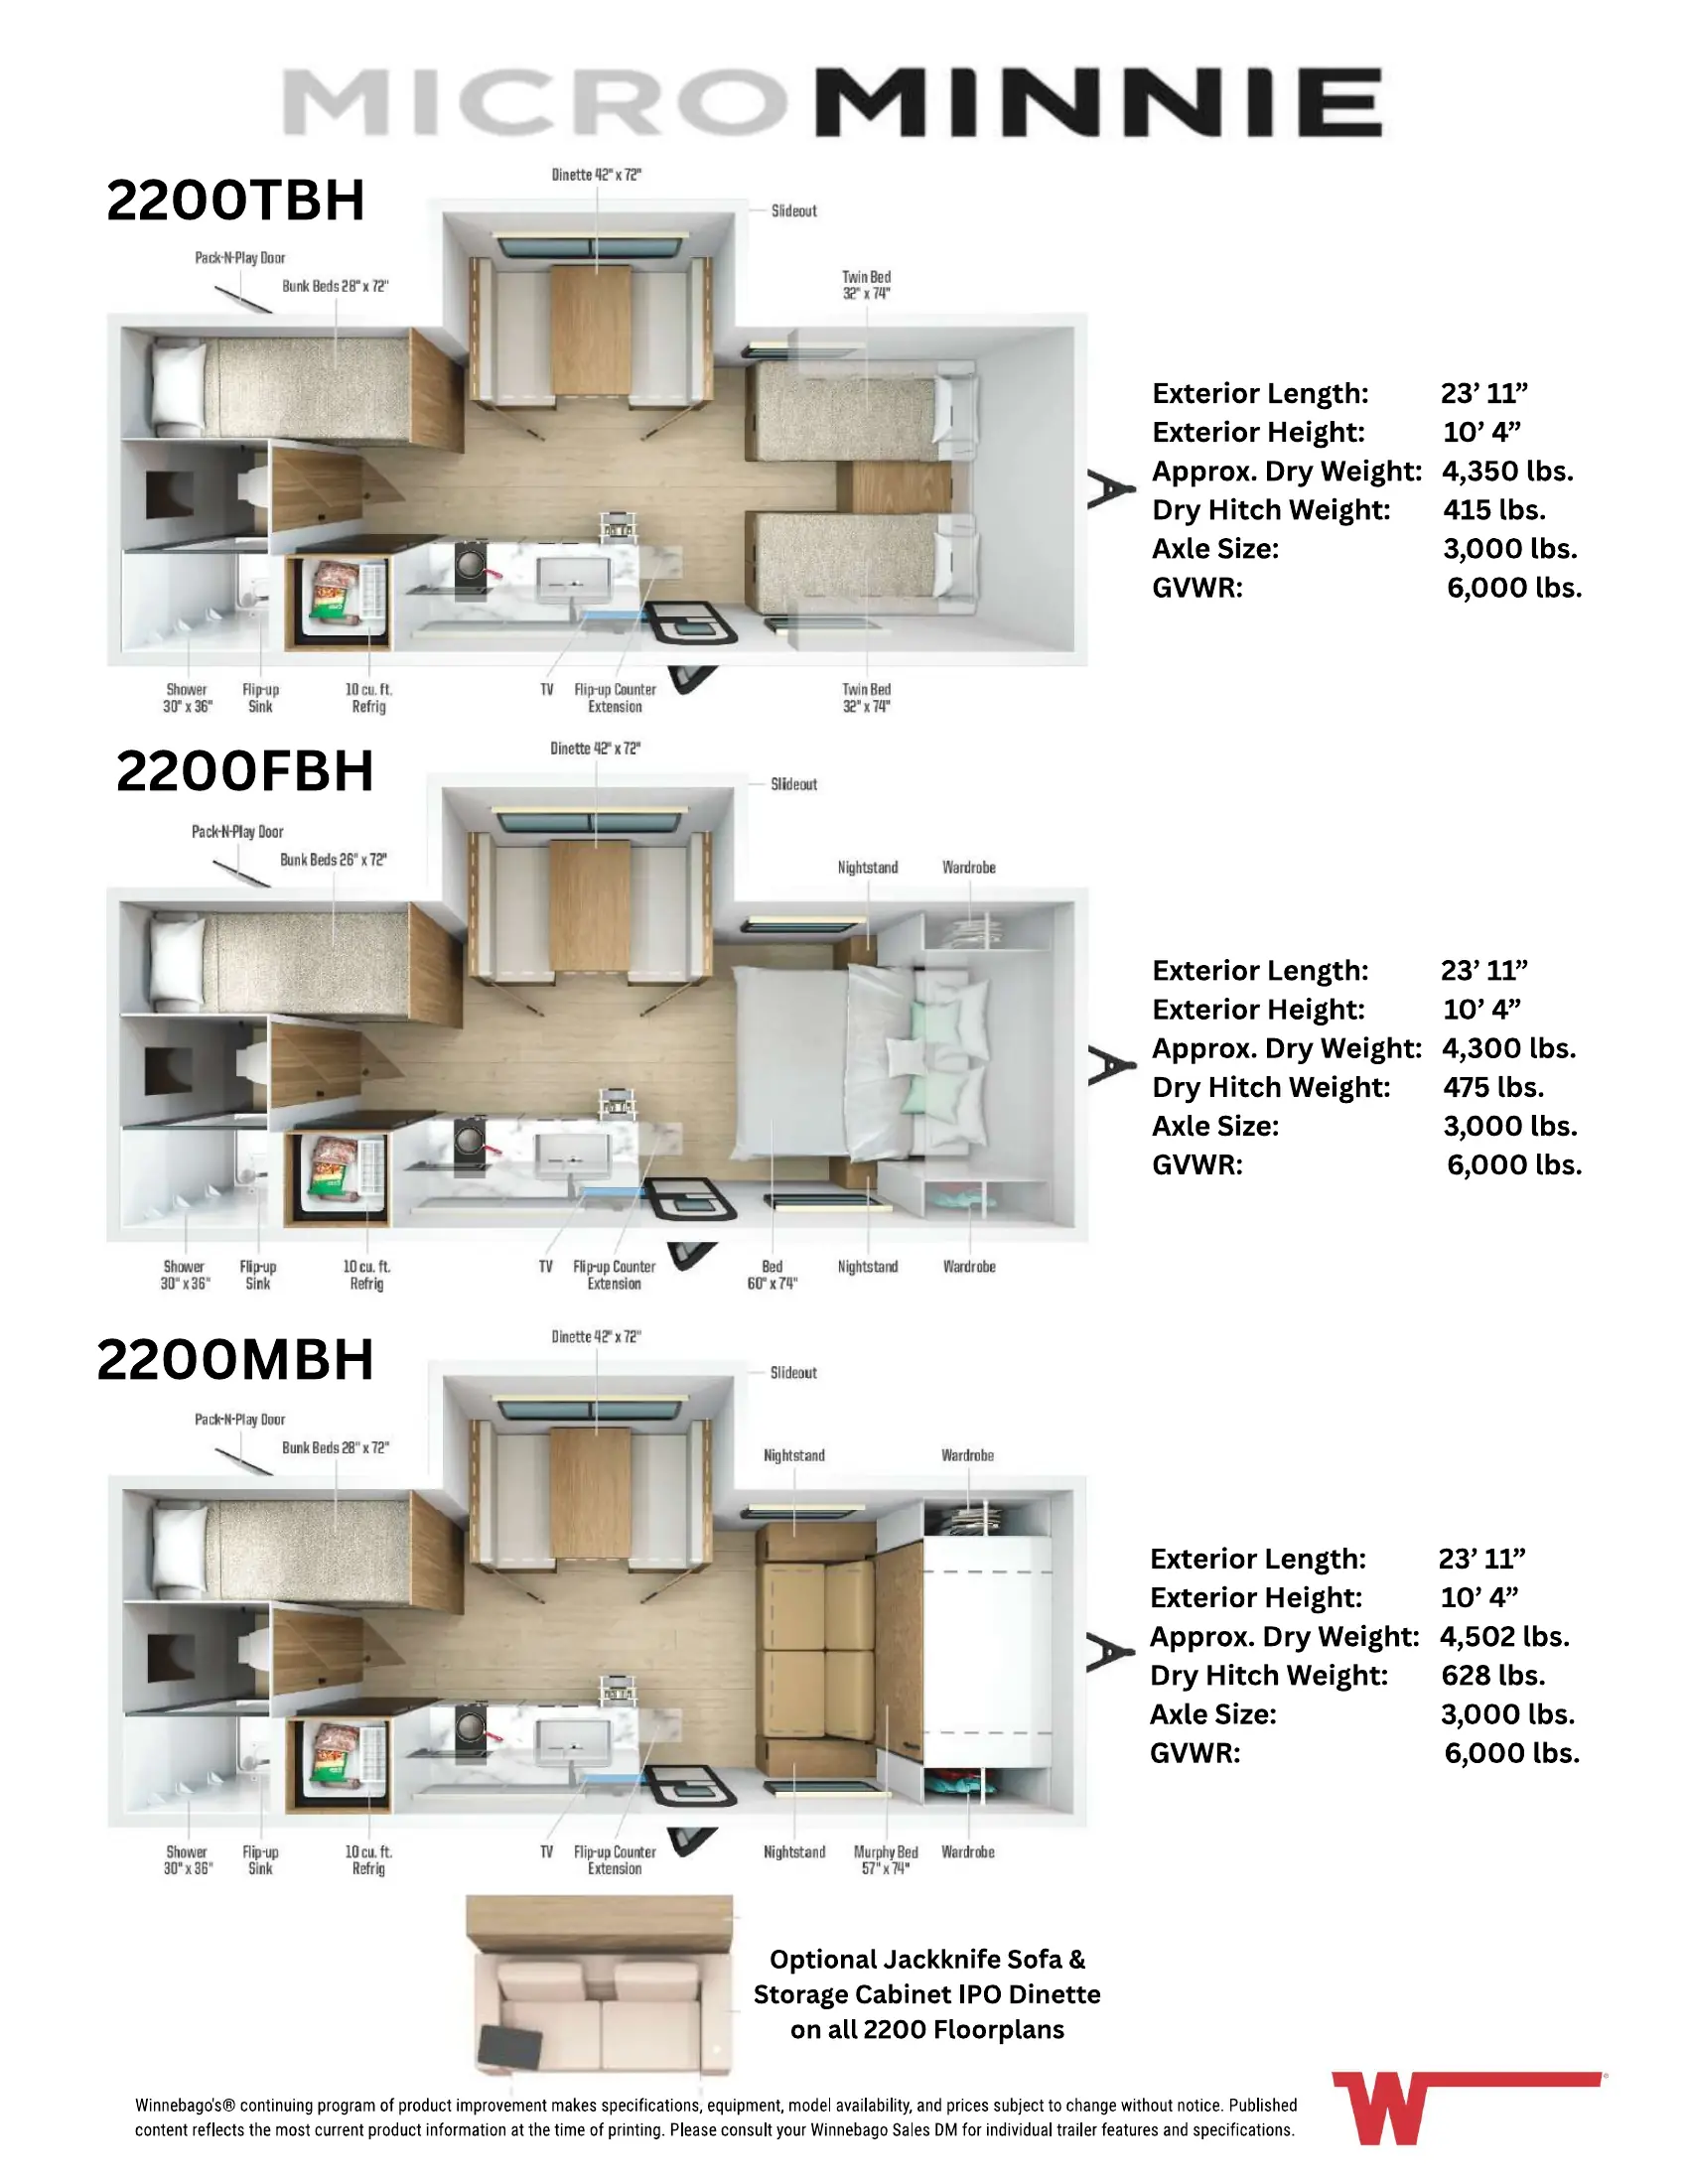 MICROMINNIE
2200TBH
Dinette 42" x 72"
Slideout
Pack-N-Play Door
Bunk Beds 28" x 72"
Twin Bed
32" x 74"
Exterior Length: 23’ 11”
Exterior Height: 10’ 4”
Approx. Dry Weight: 4,350 lbs.
Dry Hitch Weight: 415 lbs.
Axle Size: 3,000 lbs.
GVWR: 6,000 lbs.
Shower
30" x 36"
Flip-up
Sink
10 cu. ft.
Refrig
TV
Flip-up Counter
Extension
Twin Bed
32" x 74"
2200FBH
Dinette 42" x 72"
Slideout
Pack-N-Play Door
Bunk Beds 26" x 72"
Nightstand
Wardrobe
Exterior Length: 23’ 11”
Exterior Height: 10’ 4”
Approx. Dry Weight: 4,300 lbs.
Dry Hitch Weight: 475 lbs.
Axle Size: 3,000 lbs.
GVWR: 6,000 lbs.
Shower
30" x 36"
Flip-up
Sink
10 cu. ft.
Refrig
TV
Flip-up Counter
Extension
Bed
60" x 74"
Nightstand
Wardrobe
2200MBH
Dinette 42" x 72"
Slideout
Pack-N-Play Door
Bunk Beds 28" x 72"
Nightstand
Wardrobe
Exterior Length: 23’ 11”
Exterior Height: 10’ 4”
Approx. Dry Weight: 4,502 lbs.
Dry Hitch Weight: 628 lbs.
Axle Size: 3,000 lbs.
GVWR: 6,000 lbs.
Shower
30" x 36"
Flip-up
Sink
10 cu. ft.
Refrig
TV
Flip-up Counter
Extension
Nightstand
Murphy Bed
57" x 74"
Wardrobe
Optional Jackknife Sofa &
Storage Cabinet IPO Dinette
on all 2200 Floorplans
Winnebago's® continuing program of product improvement makes specifications, equipment, model availability, and prices subject to change without notice. Published
content reflects the most current product information at the time of printing. Please consult your Winnebago Sales DM for individual trailer features and specifications.
W